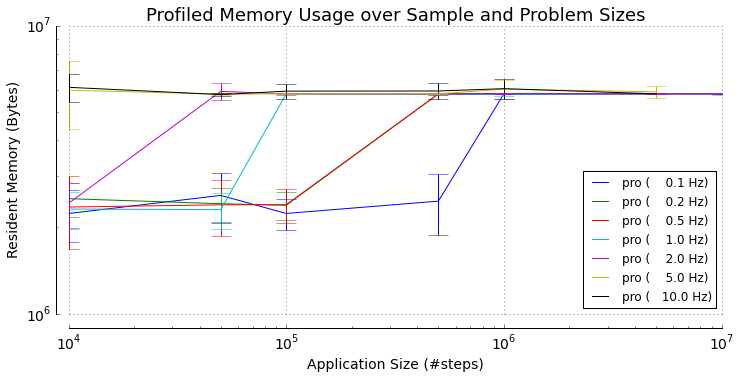 Profiled Memory Usage over Sample and Problem Sizes
10^7
Resident Memory (Bytes)
pro ( 0.1 Hz)
pro ( 0.2 Hz)
pro ( 0.5 Hz)
pro ( 1.0 Hz)
pro ( 2.0 Hz)
pro ( 5.0 Hz)
pro ( 10.0 Hz)
10^6
10^4 10^5 10^6 10^7
Application Size (#steps)